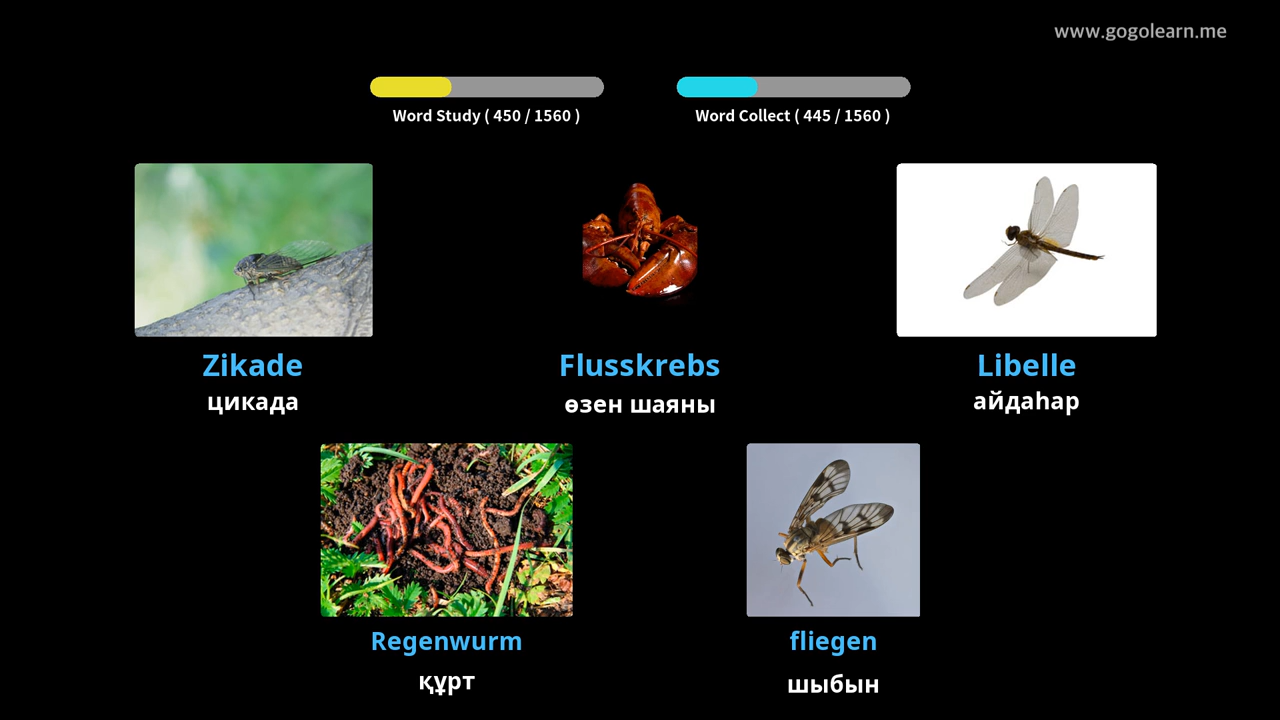 www.gogolearn.me
Word Study ( 450 / 1560 )
Word Collect ( 445 / 1560 )
Zikade
цикада
Flusskrebs
өзен шаяны
Libelle
айдаһар
Regenwurm
құрт
fliegen
шыбын